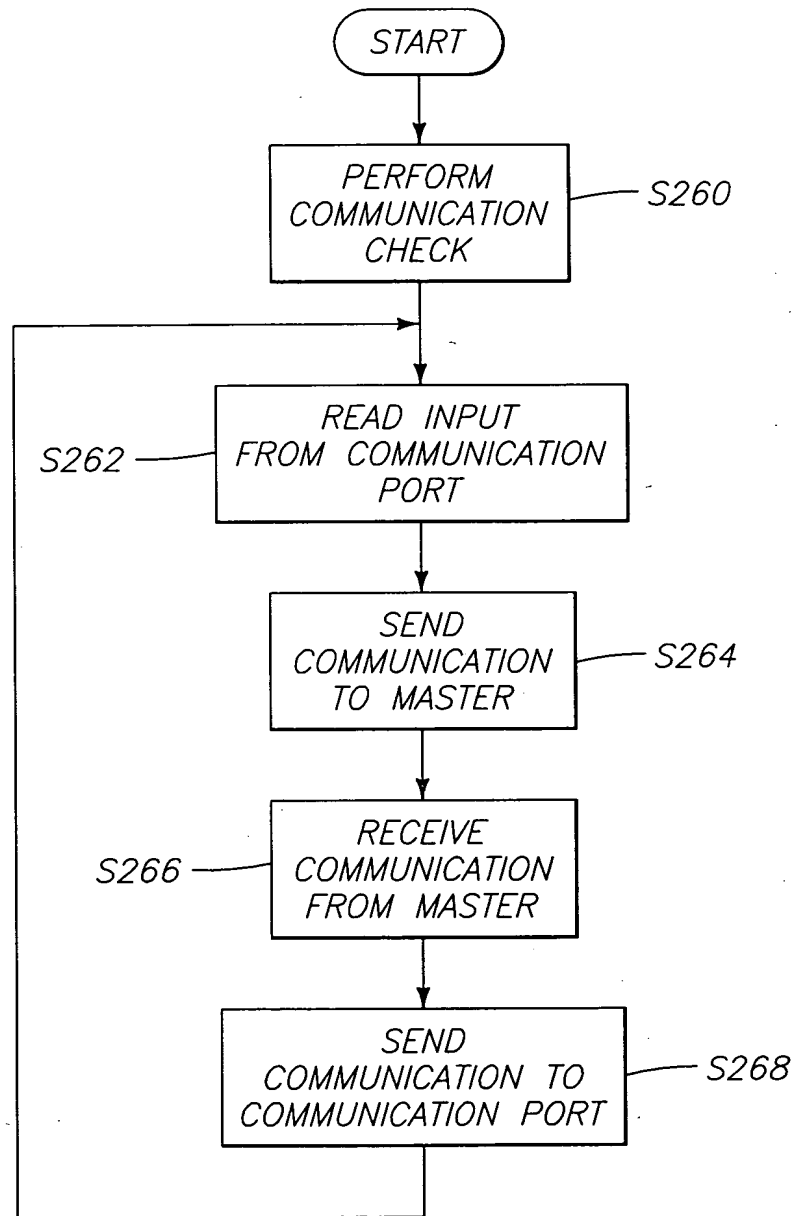 START
PERFORM
COMMUNICATION
CHECK
S260
READ INPUT
FROM COMMUNICATION
PORT
S262
SEND
COMMUNICATION
TO MASTER
S264
RECEIVE
COMMUNICATION
FROM MASTER
S266
SEND
COMMUNICATION TO
COMMUNICATION PORT
S268